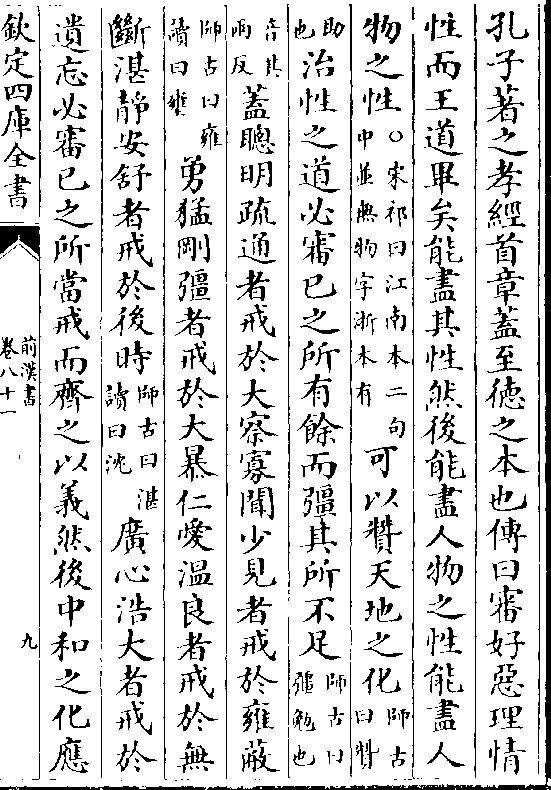 孔子著之孝經首章蓋至德之本也傳曰審好惡理情
性而王道畢矣能盡其性然後能盡人物之性能盡人
物之性○宋祁曰江南本二句中並無物字浙本有可以贊天地之化師古曰贊
助也治性之道必審已之所有餘而彊其所不足師古曰彊勉也
音其兩反蓋聰明疏通者戒於大察寡聞少見者戒於雍蔽
師古曰雍讀曰壅勇猛剛彊者戒於大暴仁愛溫良者戒於無
斷湛靜安舒者戒於後時師古曰湛讀曰沈廣心浩大者戒於
遺忘必審已之所當戒而齊之以義然後中和之化應
欽定四庫全書
前漢書
卷八十一
九